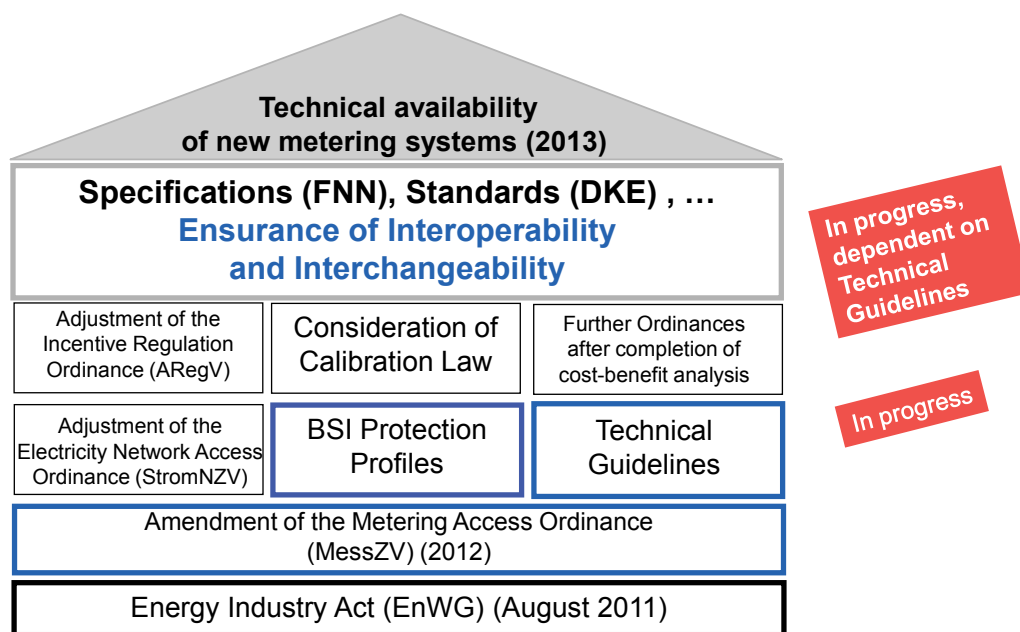 Technical availability
of new metering systems (2013)
Specifications (FNN), Standards (DKE) , …
Ensurance of Interoperability
and Interchangeability
In progress,
dependent on
Technical
Guidelines
Adjustment of the
Incentive Regulation
Ordinance (ARegV)
Consideration of
Calibration Law
Further Ordinances
after completion of
cost-benefit analysis
In progress
Adjustment of the
Electricity Network Access
Ordinance (StromNZV)
BSI Protection
Profiles
Technical
Guidelines
Amendment of the Metering Access Ordinance
(MessZV) (2012)
Energy Industry Act (EnWG) (August 2011)